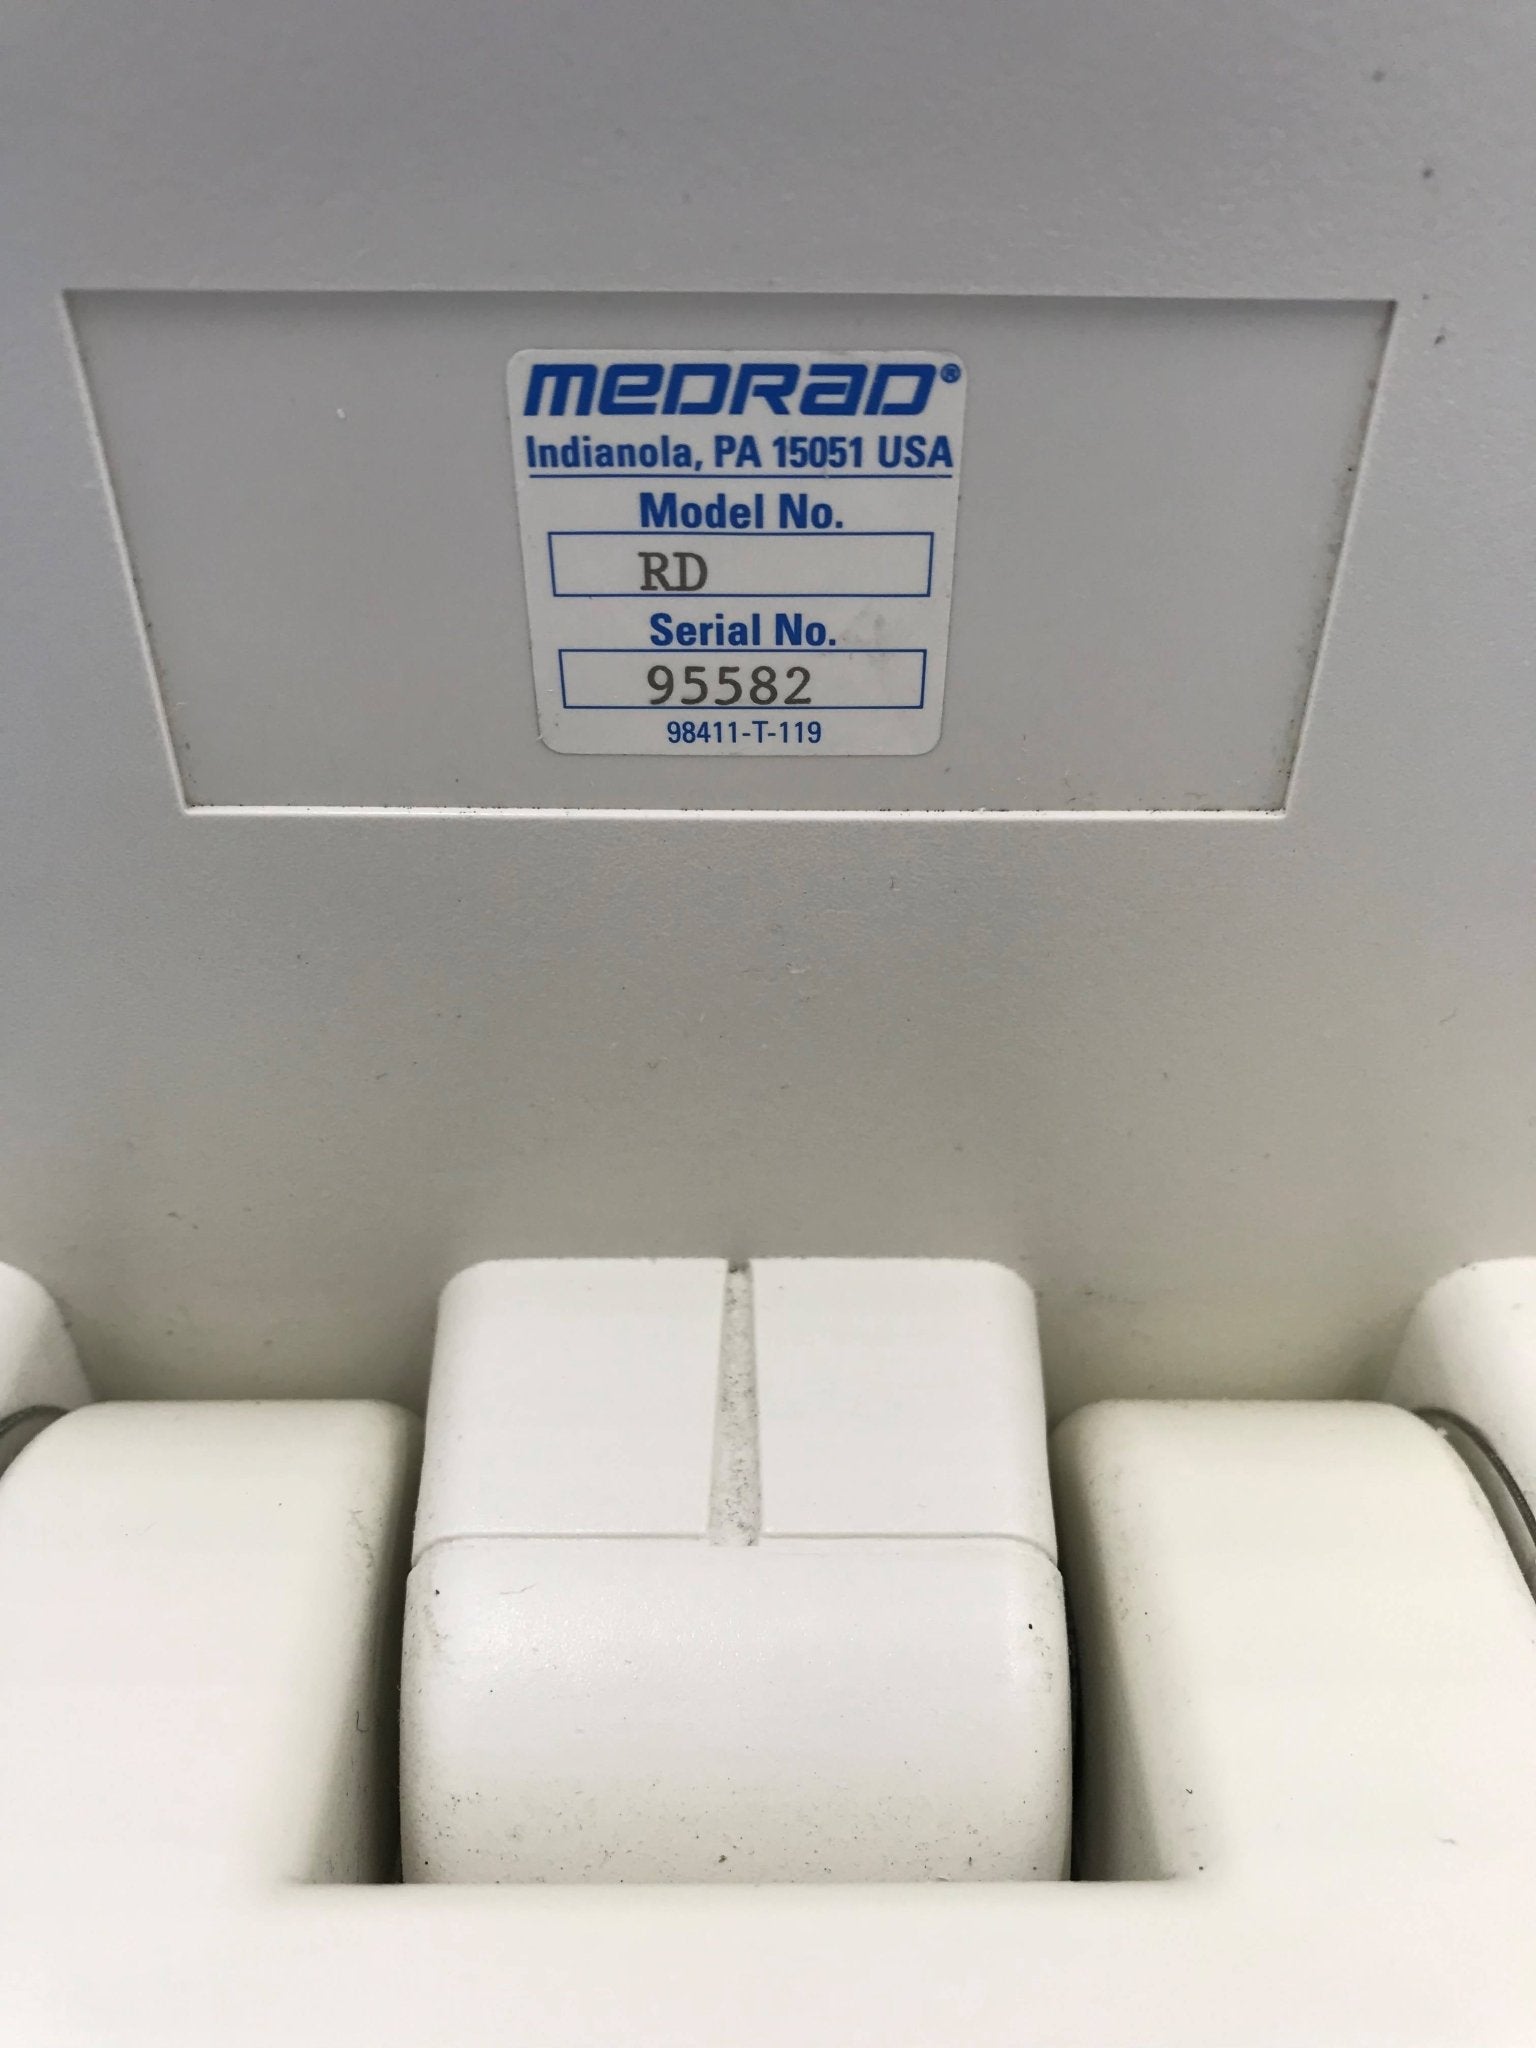 MEDRAD®
Indianola, PA 15051 USA
Model No.
RD
Serial No.
95582
98411-T-119